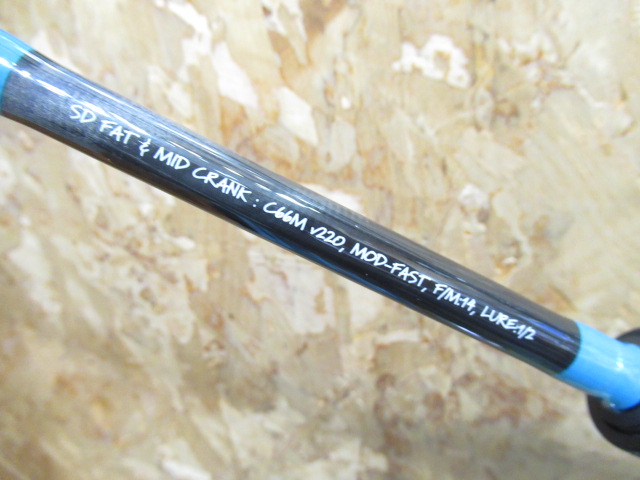 SD FAT & MID CRANK : C66M v220, MOD-FAST, F/M:14, LURE:1/2